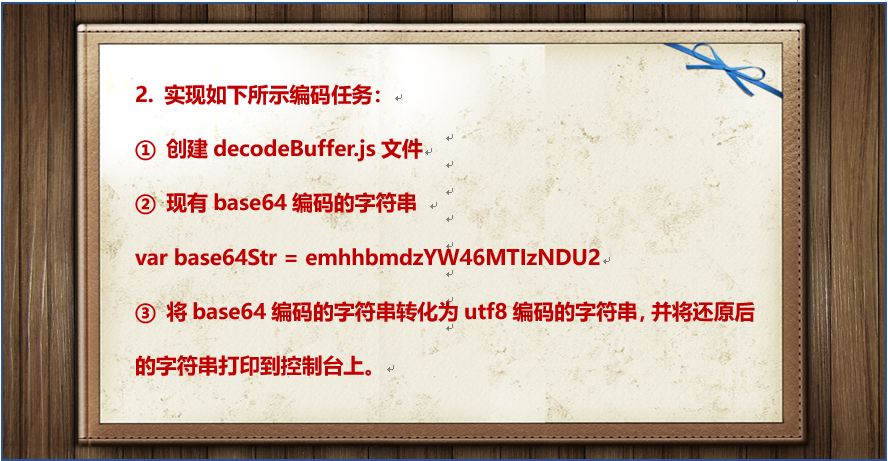 2. 实现如下所示编码任务：
① 创建 decodeBuffer.js 文件
② 现有 base64 编码的字符串
var base64Str = emhhbmdzYW46MTIzNDU2
③ 将 base64 编码的字符串转化为 utf8 编码的字符串，并将还原后
的字符串打印到控制台上。